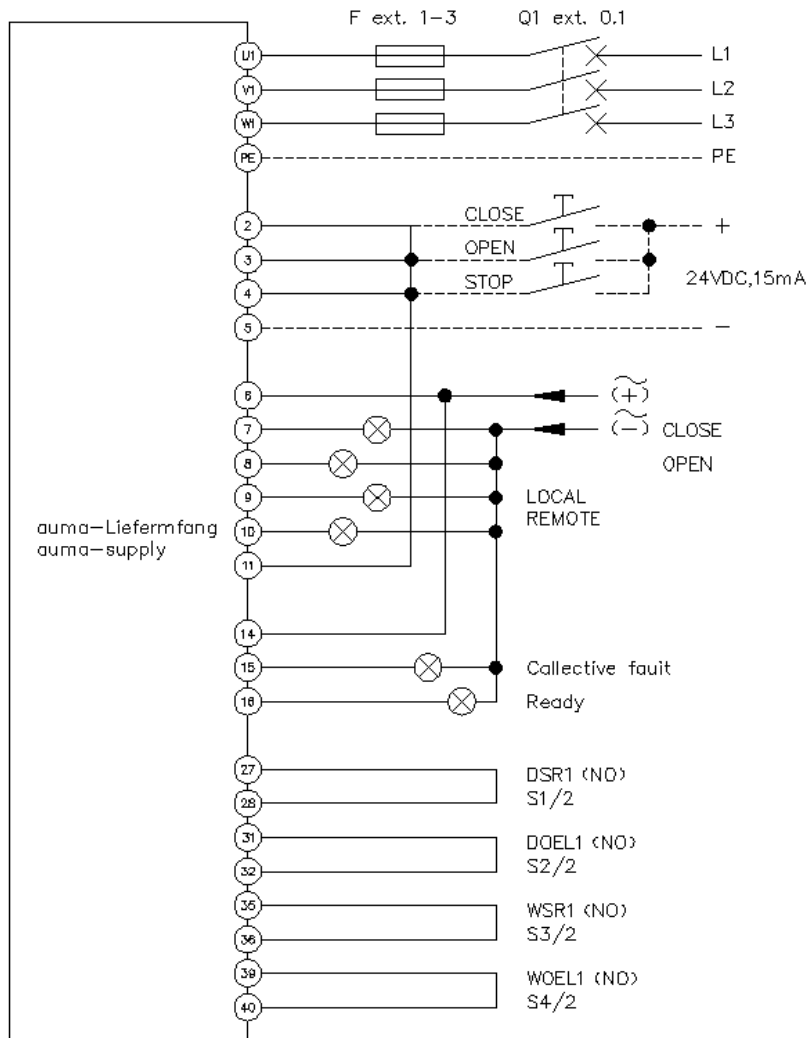 F ext. 1-3 Q1 ext. 0.1
U1 L1
V1 L2
W1 L3
PE PE
2 CLOSE +
3 OPEN
4 STOP 24VDC,15mA
5 -
6 (+)
7 (-) CLOSE
8 OPEN
9 LOCAL
10 REMOTE
auma-Liefermfang
auma-supply
11
14
15 Callective fauit
16 Ready
27 DSR1 (NO)
28 S1/2
31 DOEL1 (NO)
32 S2/2
35 WSR1 (NO)
36 S3/2
39 WOEL1 (NO)
40 S4/2